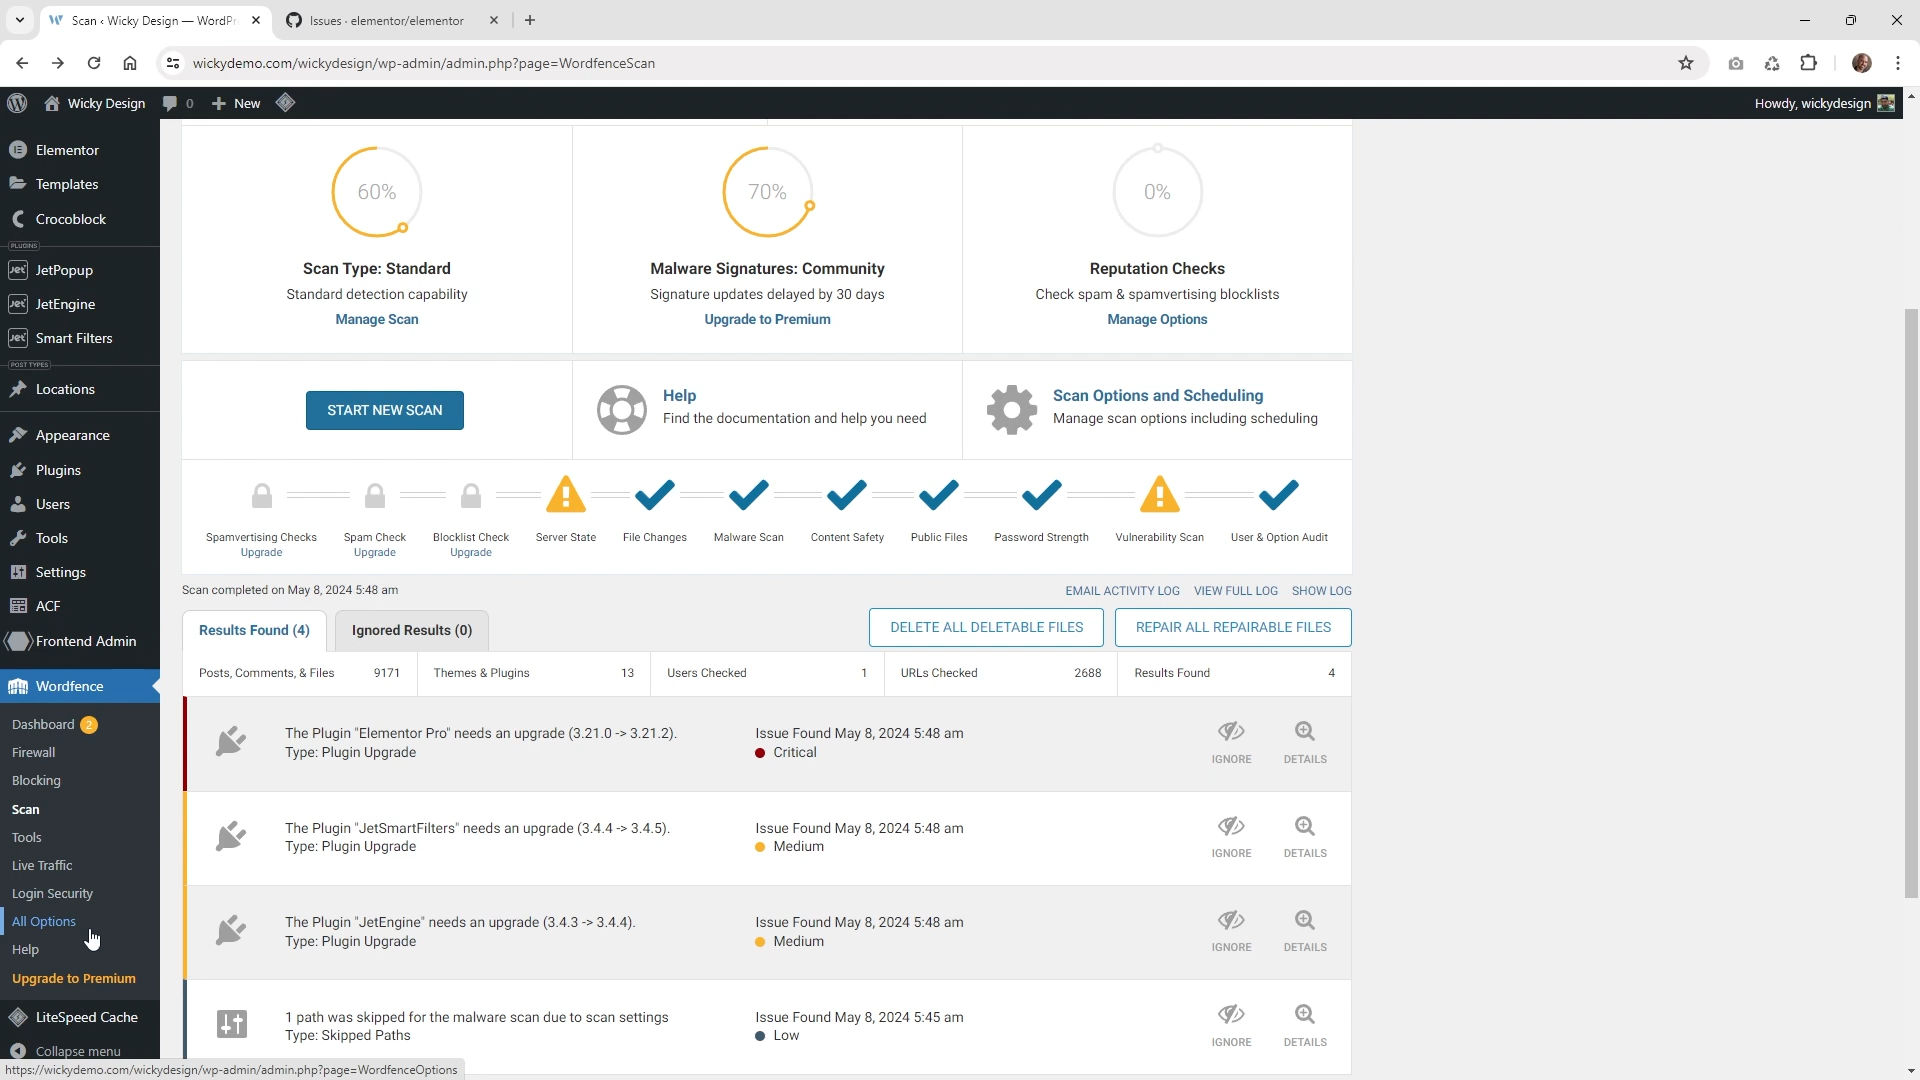 Scan ‹ Wicky Design — WordPr
Issues · elementor/elementor
wickydemo.com/wickydesign/wp-admin/admin.php?page=WordfenceScan
Wicky Design
0
New
Howdy, wickydesign
Elementor
Templates
Crocoblock
PLUGINS
JetPopup
JetEngine
Smart Filters
POST TYPES
Locations
Appearance
Plugins
Users
Tools
Settings
ACF
Frontend Admin
Wordfence
Dashboard 2
Firewall
Blocking
Scan
Tools
Live Traffic
Login Security
All Options
Help
Upgrade to Premium
LiteSpeed Cache
Collapse menu
https://wickydemo.com/wickydesign/wp-admin/admin.php?page=WordfenceOptions
60%
Scan Type: Standard
Standard detection capability
Manage Scan
70%
Malware Signatures: Community
Signature updates delayed by 30 days
Upgrade to Premium
0%
Reputation Checks
Check spam & spamvertising blocklists
Manage Options
START NEW SCAN
Help
Find the documentation and help you need
Scan Options and Scheduling
Manage scan options including scheduling
Spamvertising Checks
Upgrade
Spam Check
Upgrade
Blocklist Check
Upgrade
Server State
File Changes
Malware Scan
Content Safety
Public Files
Password Strength
Vulnerability Scan
User & Option Audit
Scan completed on May 8, 2024 5:48 am
EMAIL ACTIVITY LOG VIEW FULL LOG SHOW LOG
Results Found (4)
Ignored Results (0)
DELETE ALL DELETABLE FILES
REPAIR ALL REPAIRABLE FILES
Posts, Comments, & Files 9171
Themes & Plugins 13
Users Checked 1
URLs Checked 2688
Results Found 4
The Plugin "Elementor Pro" needs an upgrade (3.21.0 -> 3.21.2).
Type: Plugin Upgrade
Issue Found May 8, 2024 5:48 am
Critical
IGNORE
DETAILS
The Plugin "JetSmartFilters" needs an upgrade (3.4.4 -> 3.4.5).
Type: Plugin Upgrade
Issue Found May 8, 2024 5:48 am
Medium
IGNORE
DETAILS
The Plugin "JetEngine" needs an upgrade (3.4.3 -> 3.4.4).
Type: Plugin Upgrade
Issue Found May 8, 2024 5:48 am
Medium
IGNORE
DETAILS
1 path was skipped for the malware scan due to scan settings
Type: Skipped Paths
Issue Found May 8, 2024 5:45 am
Low
IGNORE
DETAILS